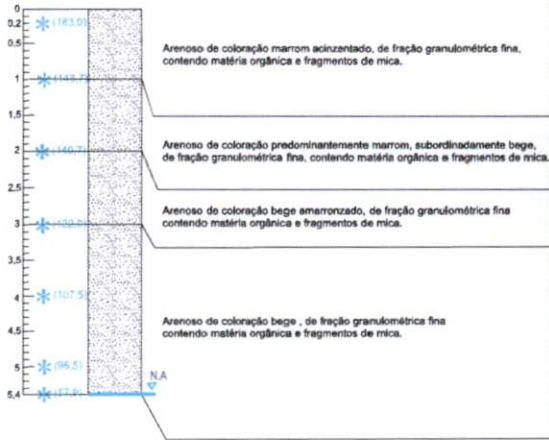 0
0,2 (183,0)
0,5
Arenoso de coloração marrom acinzentado, de fração granulométrica fina,
contendo matéria orgânica e fragmentos de mica.
1
1,5
Arenoso de coloração predominantemente marrom, subordinadamente bege,
de fração granulométrica fina, contendo matéria orgânica e fragmentos de mica.
2 (140,7)
2,5
Arenoso de coloração bege amarronzado, de fração granulométrica fina
contendo matéria orgânica e fragmentos de mica.
3
3,5
4 (107,5)
Arenoso de coloração bege , de fração granulométrica fina
contendo matéria orgânica e fragmentos de mica.
4,5
5 (96,5)
N.A
5,4